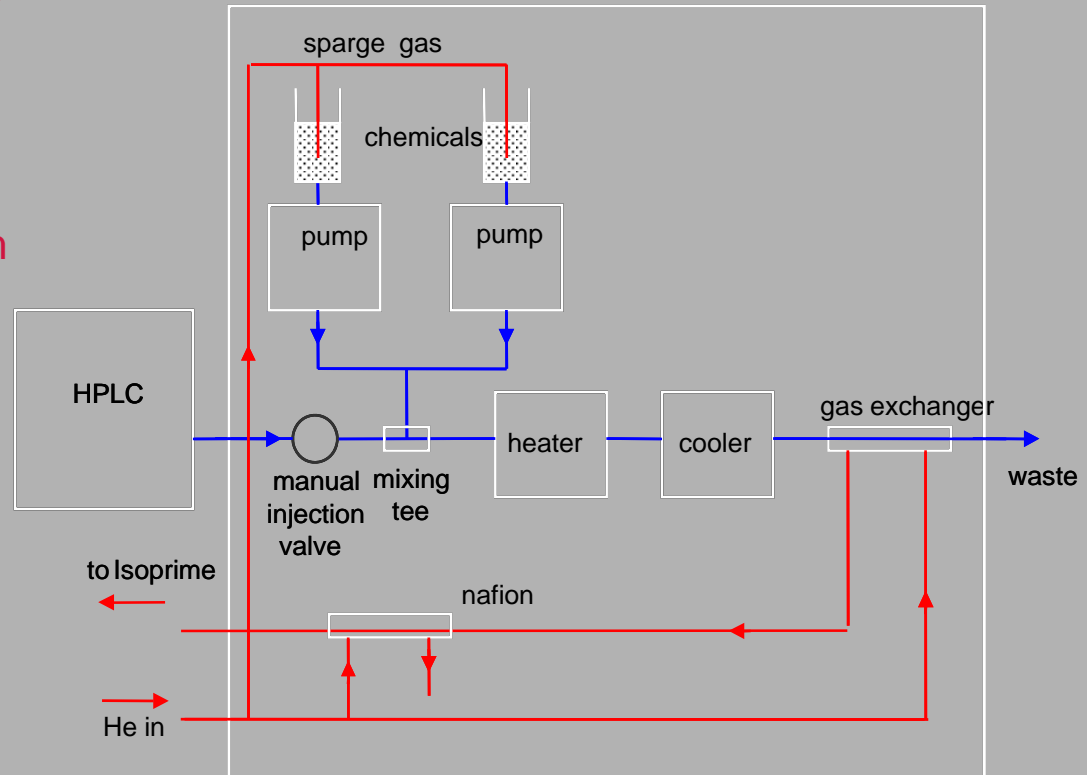 sparge gas
chemicals
pump
pump
n
HPLC
gas exchanger
heater
cooler
waste
manual
injection
valve
mixing
tee
to Isoprime
nafion
He in